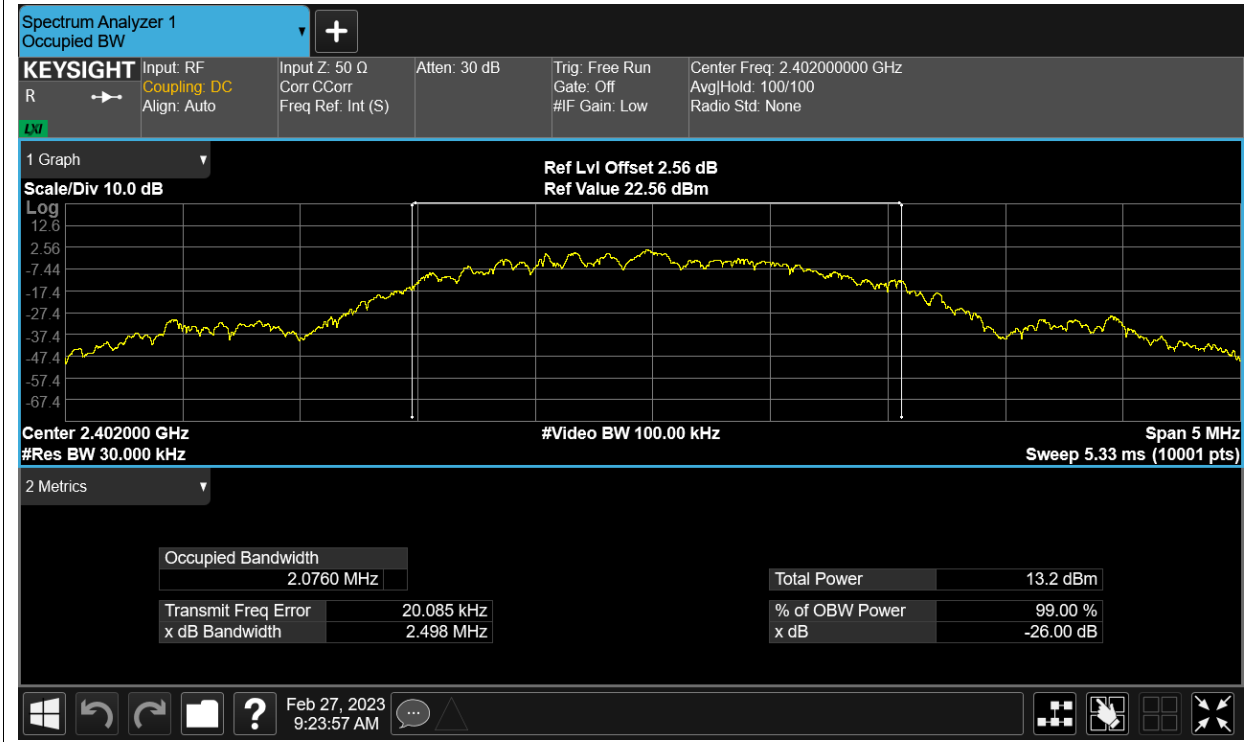 Spectrum Analyzer 1
Occupied BW
KEYSIGHT
R
LXI
Input: RF
Coupling: DC
Align: Auto
Input Z: 50 Ω
Corr CCorr
Freq Ref: Int (S)
Atten: 30 dB
Trig: Free Run
Gate: Off
#IF Gain: Low
Center Freq: 2.402000000 GHz
Avg|Hold: 100/100
Radio Std: None
1 Graph
Scale/Div 10.0 dB
Ref Lvl Offset 2.56 dB
Ref Value 22.56 dBm
Log
12.6
2.56
-7.44
-17.4
-27.4
-37.4
-47.4
-57.4
-67.4
Center 2.402000 GHz
#Video BW 100.00 kHz
Span 5 MHz
#Res BW 30.000 kHz
Sweep 5.33 ms (10001 pts)
2 Metrics
Occupied Bandwidth
2.0760 MHz
Total Power 13.2 dBm
Transmit Freq Error 20.085 kHz
% of OBW Power 99.00 %
x dB Bandwidth 2.498 MHz
x dB -26.00 dB
?
Feb 27, 2023
9:23:57 AM